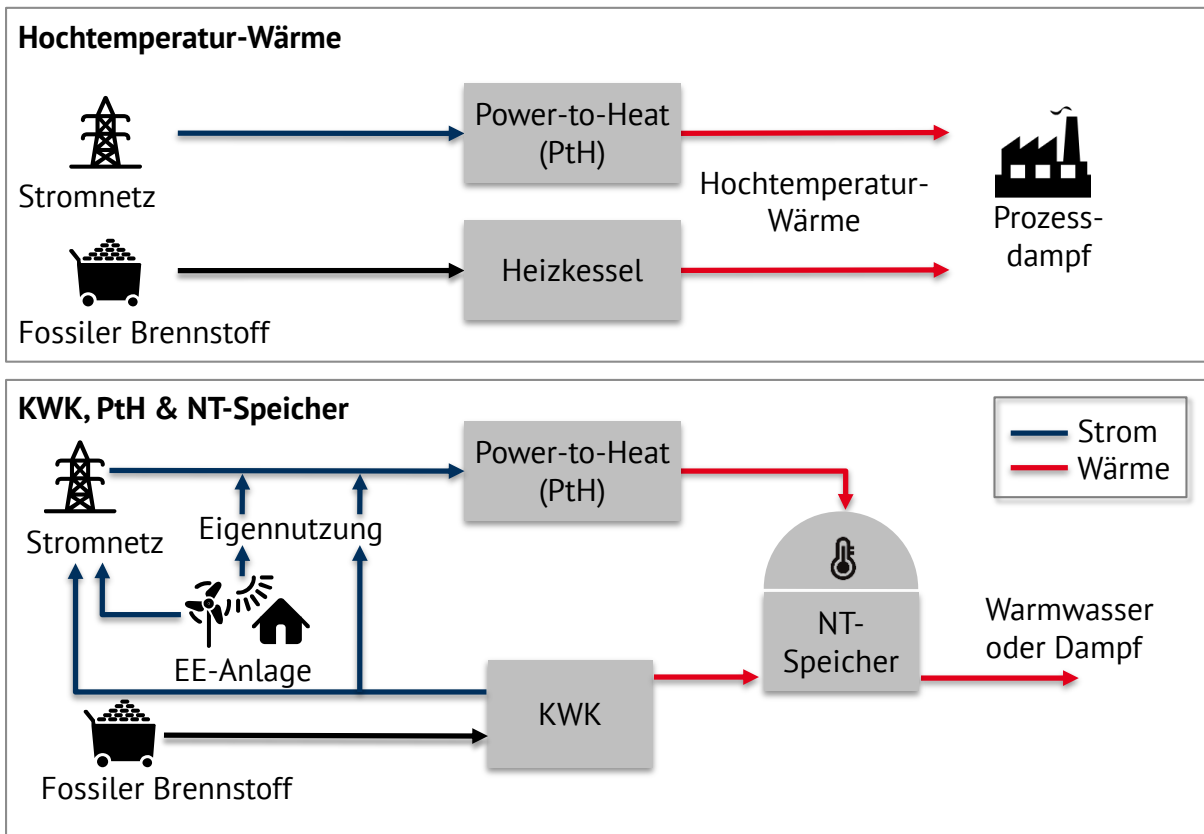 Hochtemperatur-Wärme
Power-to-Heat
(PtH)
Stromnetz
Hochtemperatur-
Wärme
Prozess-
dampf
Heizkessel
Fossiler Brennstoff
KWK, PtH & NT-Speicher
Strom
Wärme
Power-to-Heat
(PtH)
Stromnetz
Eigennutzung
EE-Anlage
NT-
Speicher
Warmwasser
oder Dampf
KWK
Fossiler Brennstoff